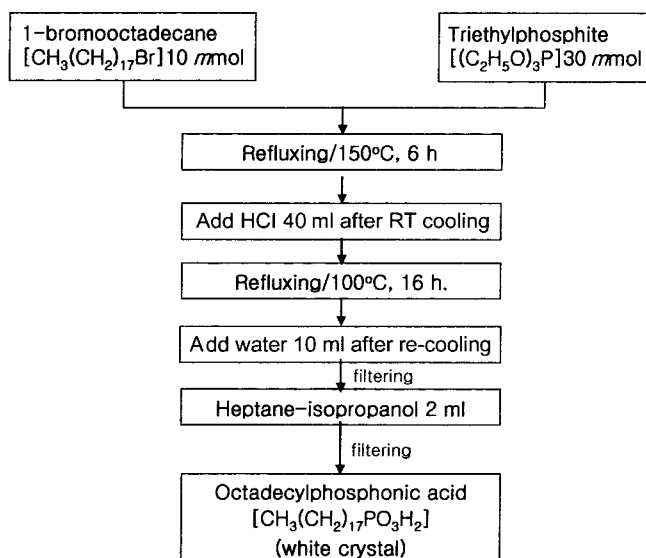 1-bromooctadecane
[CH₃(CH₂)₁₇Br]10 mmol
Triethylphosphite
[(C₂H₅O)₃P]30 mmol
Refluxing/150°C, 6 h
Add HCl 40 ml after RT cooling
Refluxing/100°C, 16 h.
Add water 10 ml after re-cooling
filtering
Heptane-isopropanol 2 ml
filtering
Octadecylphosphonic acid
[CH₃(CH₂)₁₇PO₃H₂]
(white crystal)